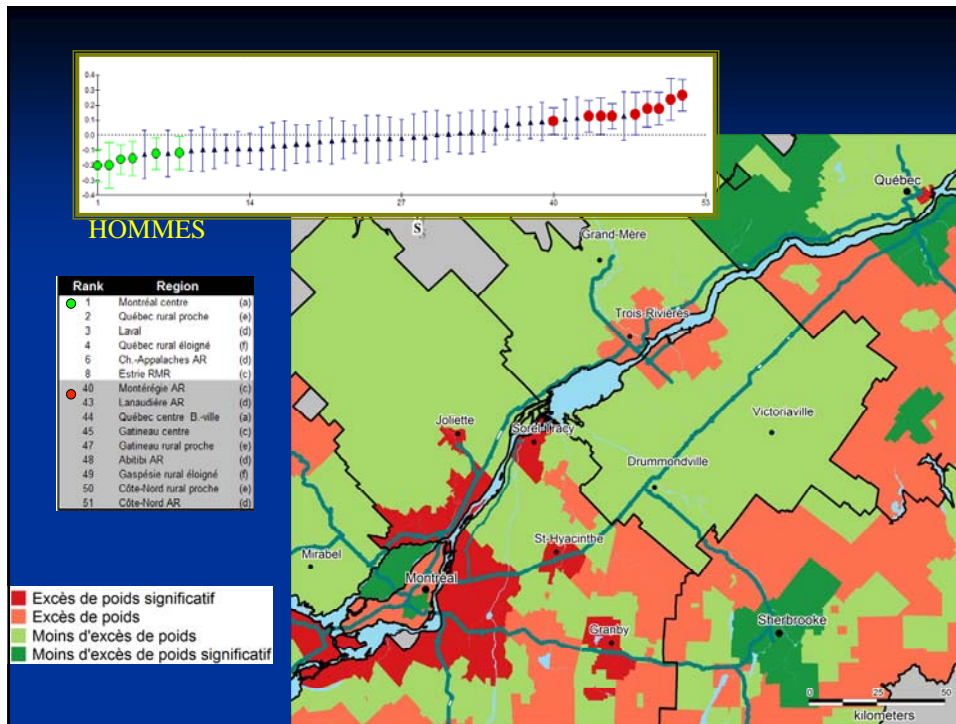 0.4
0.3
0.2
0.1
0.0
-0.1
-0.2
-0.3
-0.4
1 14 27 40 53
HOMMES
s
Rank Region
1 Montréal centre (a)
2 Québec rural proche (e)
3 Laval (d)
4 Québec rural éloigné (f)
6 Ch.-Appalaches AR (d)
8 Estrie RMR (c)
40 Montérégie AR (c)
43 Lanaudière AR (d)
44 Québec centre B.-ville (a)
45 Gatineau centre (c)
47 Gatineau rural proche (e)
48 Abitibi AR (d)
49 Gaspésie rural éloigné (f)
50 Côte-Nord rural proche (e)
51 Côte-Nord AR (d)
Excès de poids significatif
Excès de poids
Moins d'excès de poids
Moins d'excès de poids significatif
Québec
Grand-Mère
Trois-Rivières
Victoriaville
Joliette
Sorel-Tracy
Drummondville
St-Hyacinthe
Mirabel
Montréal
Granby
Sherbrooke
0 25 50
kilometers